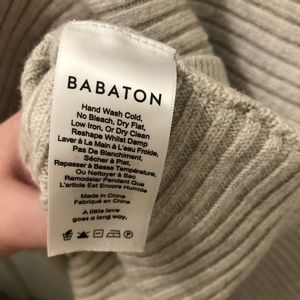 BABATON
Hand Wash Cold,
No Bleach, Dry Flat,
Low Iron, Or Dry Clean
Reshape Whilst Damp
Laver à La Main à L'eau Froide,
Pas De Blanchiment,
Sécher à Plat,
Repasser à Basse Température,
Ou Nettoyer à Sec
Remodeler Pendant Que
L'article Est Encore Humide
Made in China
Fabriqué en Chine
A little love
goes a long way.